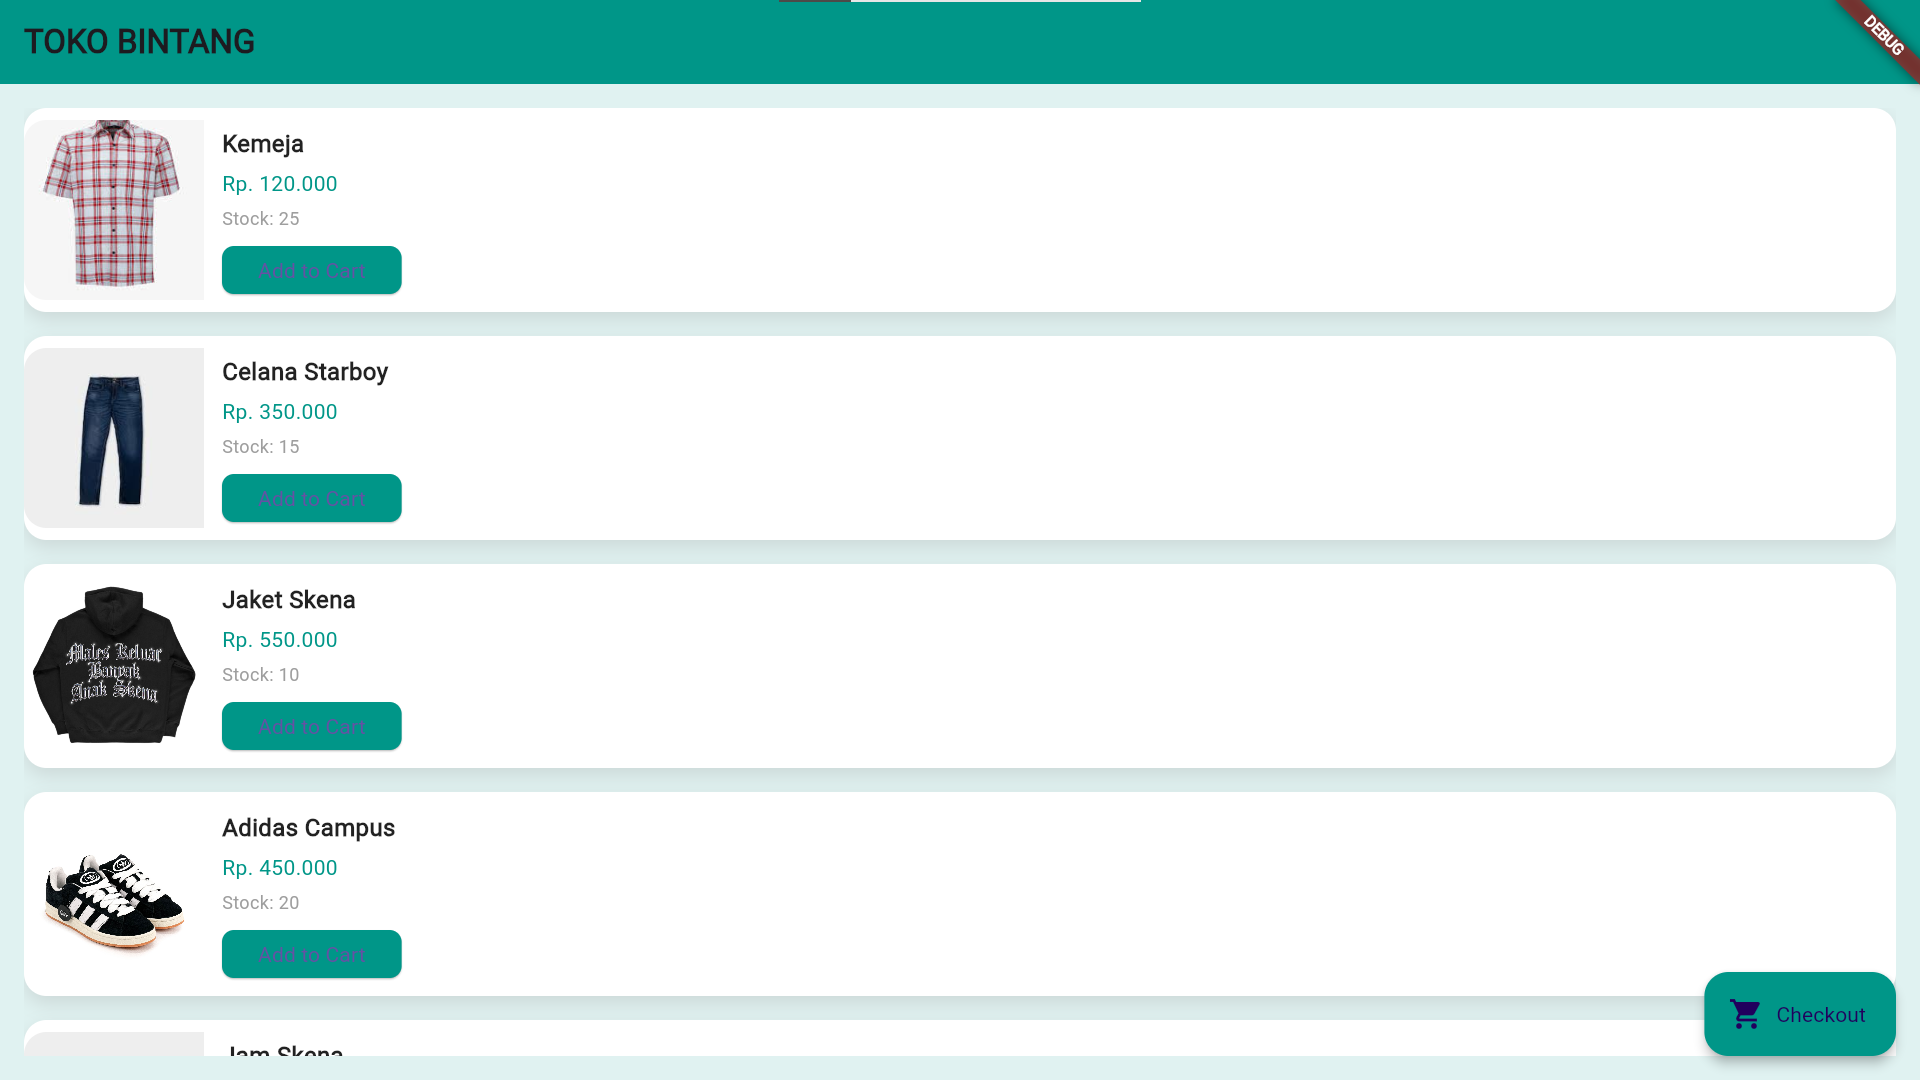 TOKO BINTANG
DEBUG
Kemeja
Rp. 120.000
Stock: 25
Add to Cart
Celana Starboy
Rp. 350.000
Stock: 15
Add to Cart
Males Keluar
Banyak
Anak Skena
Jaket Skena
Rp. 550.000
Stock: 10
Add to Cart
Adidas Campus
Rp. 450.000
Stock: 20
Add to Cart
Jam Skena
Checkout